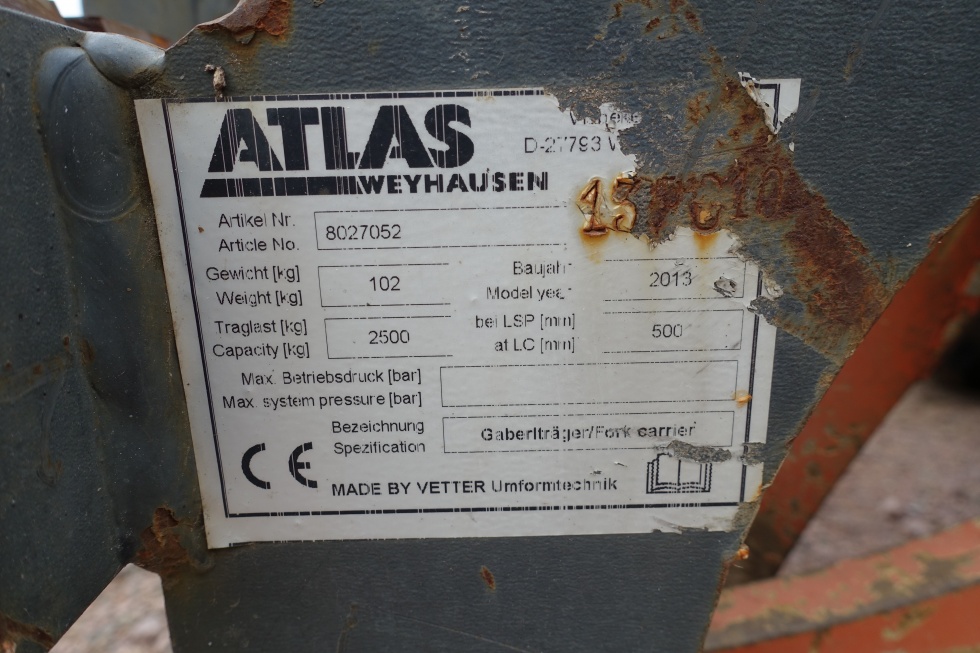 ATLAS
WEYHAUSEN
D-27793
Artikel Nr.
Article No.
8027052
Gewicht [kg]
Weight [kg]
102
Baujahr
Model year
2013
Traglast [kg]
Capacity [kg]
2500
bei LSP [mm]
at LC [mm]
500
Max. Betriebsdruck [bar]
Max. system pressure [bar]
Bezeichnung
Spezification
Gabelträger/Fork carrier
CE
MADE BY VETTER Umformtechnik